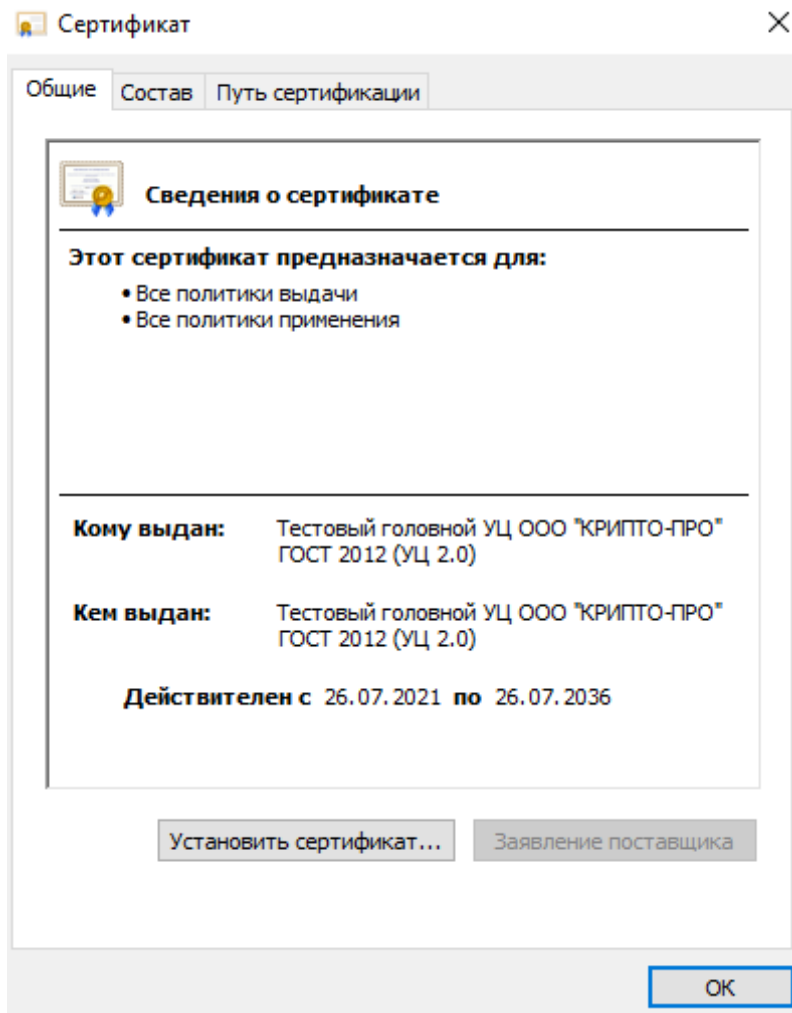 Сертификат
Общие Состав Путь сертификации
Сведения о сертификате
Этот сертификат предназначается для:
• Все политики выдачи
• Все политики применения
Кому выдан: Тестовый головной УЦ ООО "КРИПТО-ПРО"
ГОСТ 2012 (УЦ 2.0)
Кем выдан: Тестовый головной УЦ ООО "КРИПТО-ПРО"
ГОСТ 2012 (УЦ 2.0)
Действителен с 26.07.2021 по 26.07.2036
Установить сертификат... Заявление поставщика
ОК